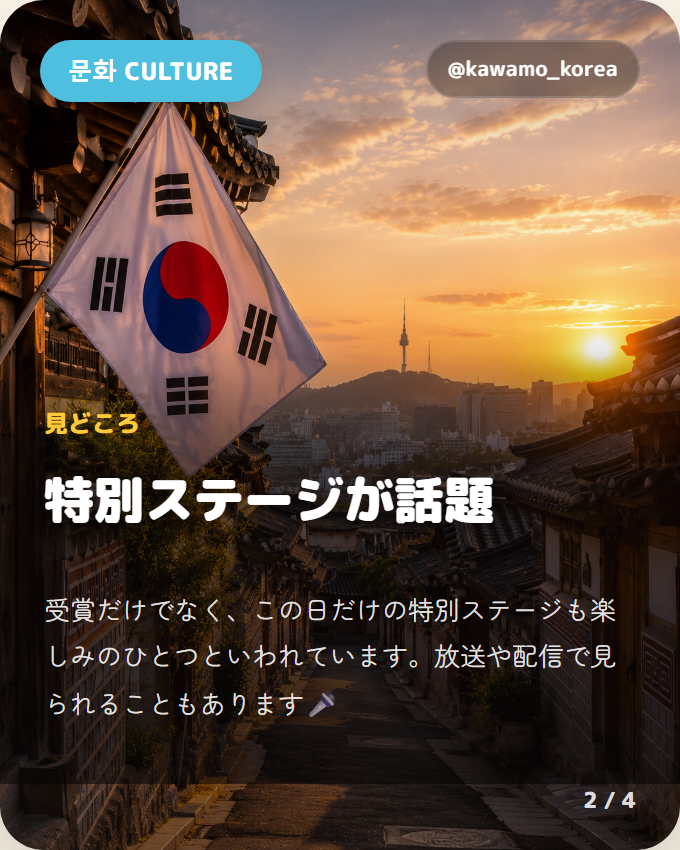 문화 CULTURE
@kawamo_korea
見どころ
特別ステージが話題
受賞だけでなく、この日だけの特別ステージも楽
しみのひとつといわれています。放送や配信で見
られることもあります🎤
2 / 4